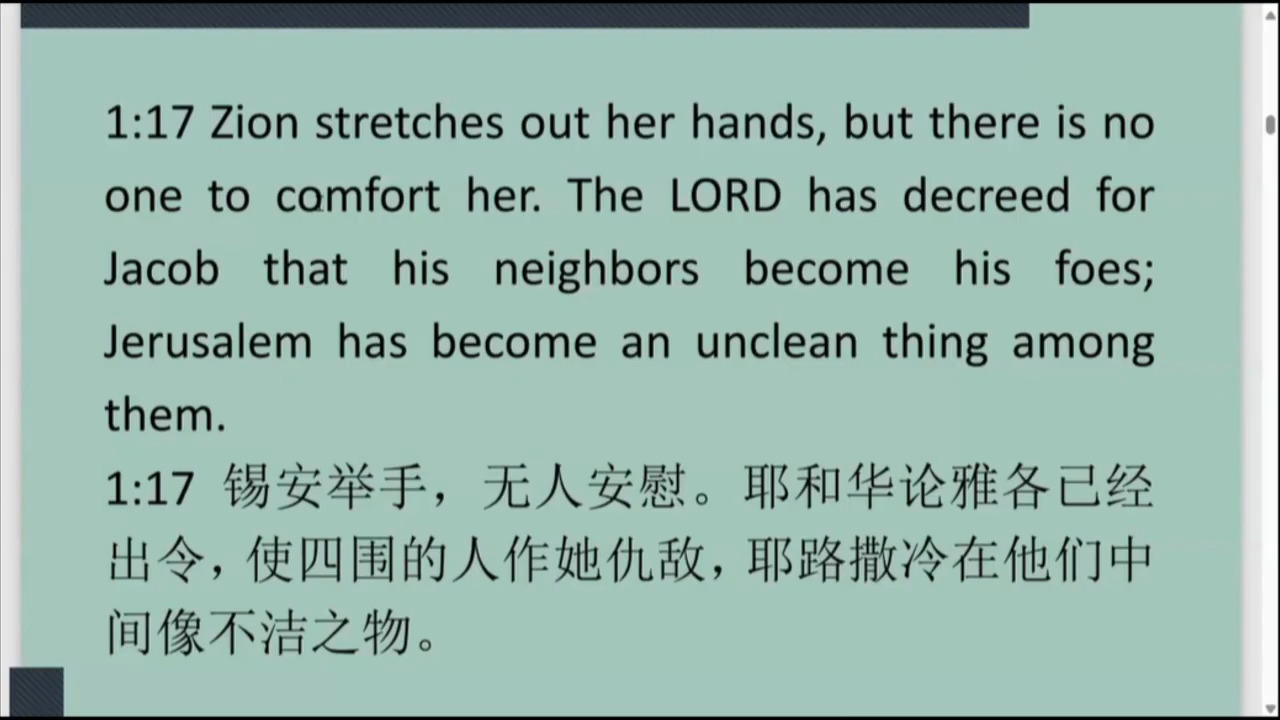 1:17 Zion stretches out her hands, but there is no
one to comfort her. The LORD has decreed for
Jacob that his neighbors become his foes;
Jerusalem has become an unclean thing among
them.
1:17 锡安举手，无人安慰。耶和华论雅各已经
出令，使四围的人作她仇敌，耶路撒冷在他们中
间像不洁之物。